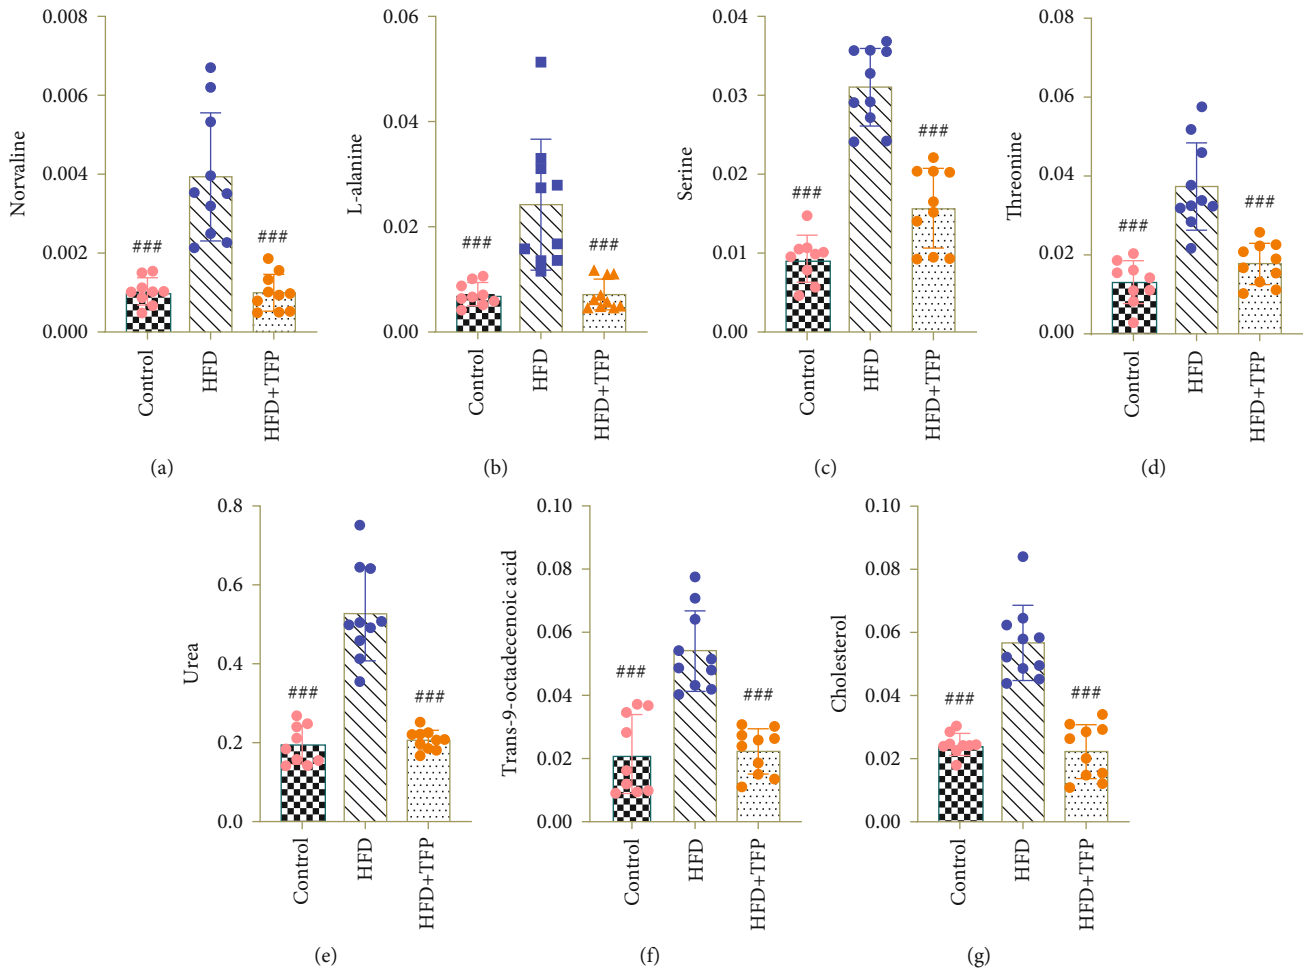 Norvaline
0.008
0.006
0.004
0.002
0.000
###
###
Control
HFD
HFD+TFP
(a)
L-alanine
0.06
0.04
0.02
0.00
###
###
Control
HFD
HFD+TFP
(b)
Serine
0.04
0.03
0.02
0.01
0.00
###
###
Control
HFD
HFD+TFP
(c)
Threonine
0.08
0.06
0.04
0.02
0.00
###
###
Control
HFD
HFD+TFP
(d)
Urea
0.8
0.6
0.4
0.2
0.0
###
###
Control
HFD
HFD+TFP
(e)
Trans-9-octadecenoic acid
0.10
0.08
0.06
0.04
0.02
0.00
###
###
Control
HFD
HFD+TFP
(f)
Cholesterol
0.10
0.08
0.06
0.04
0.02
0.00
###
###
Control
HFD
HFD+TFP
(g)